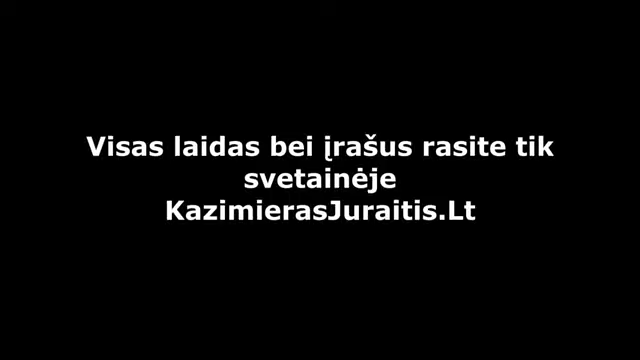 Visas laidas bei įrašus rasite tik
svetainėje
KazimierasJuraitis.Lt